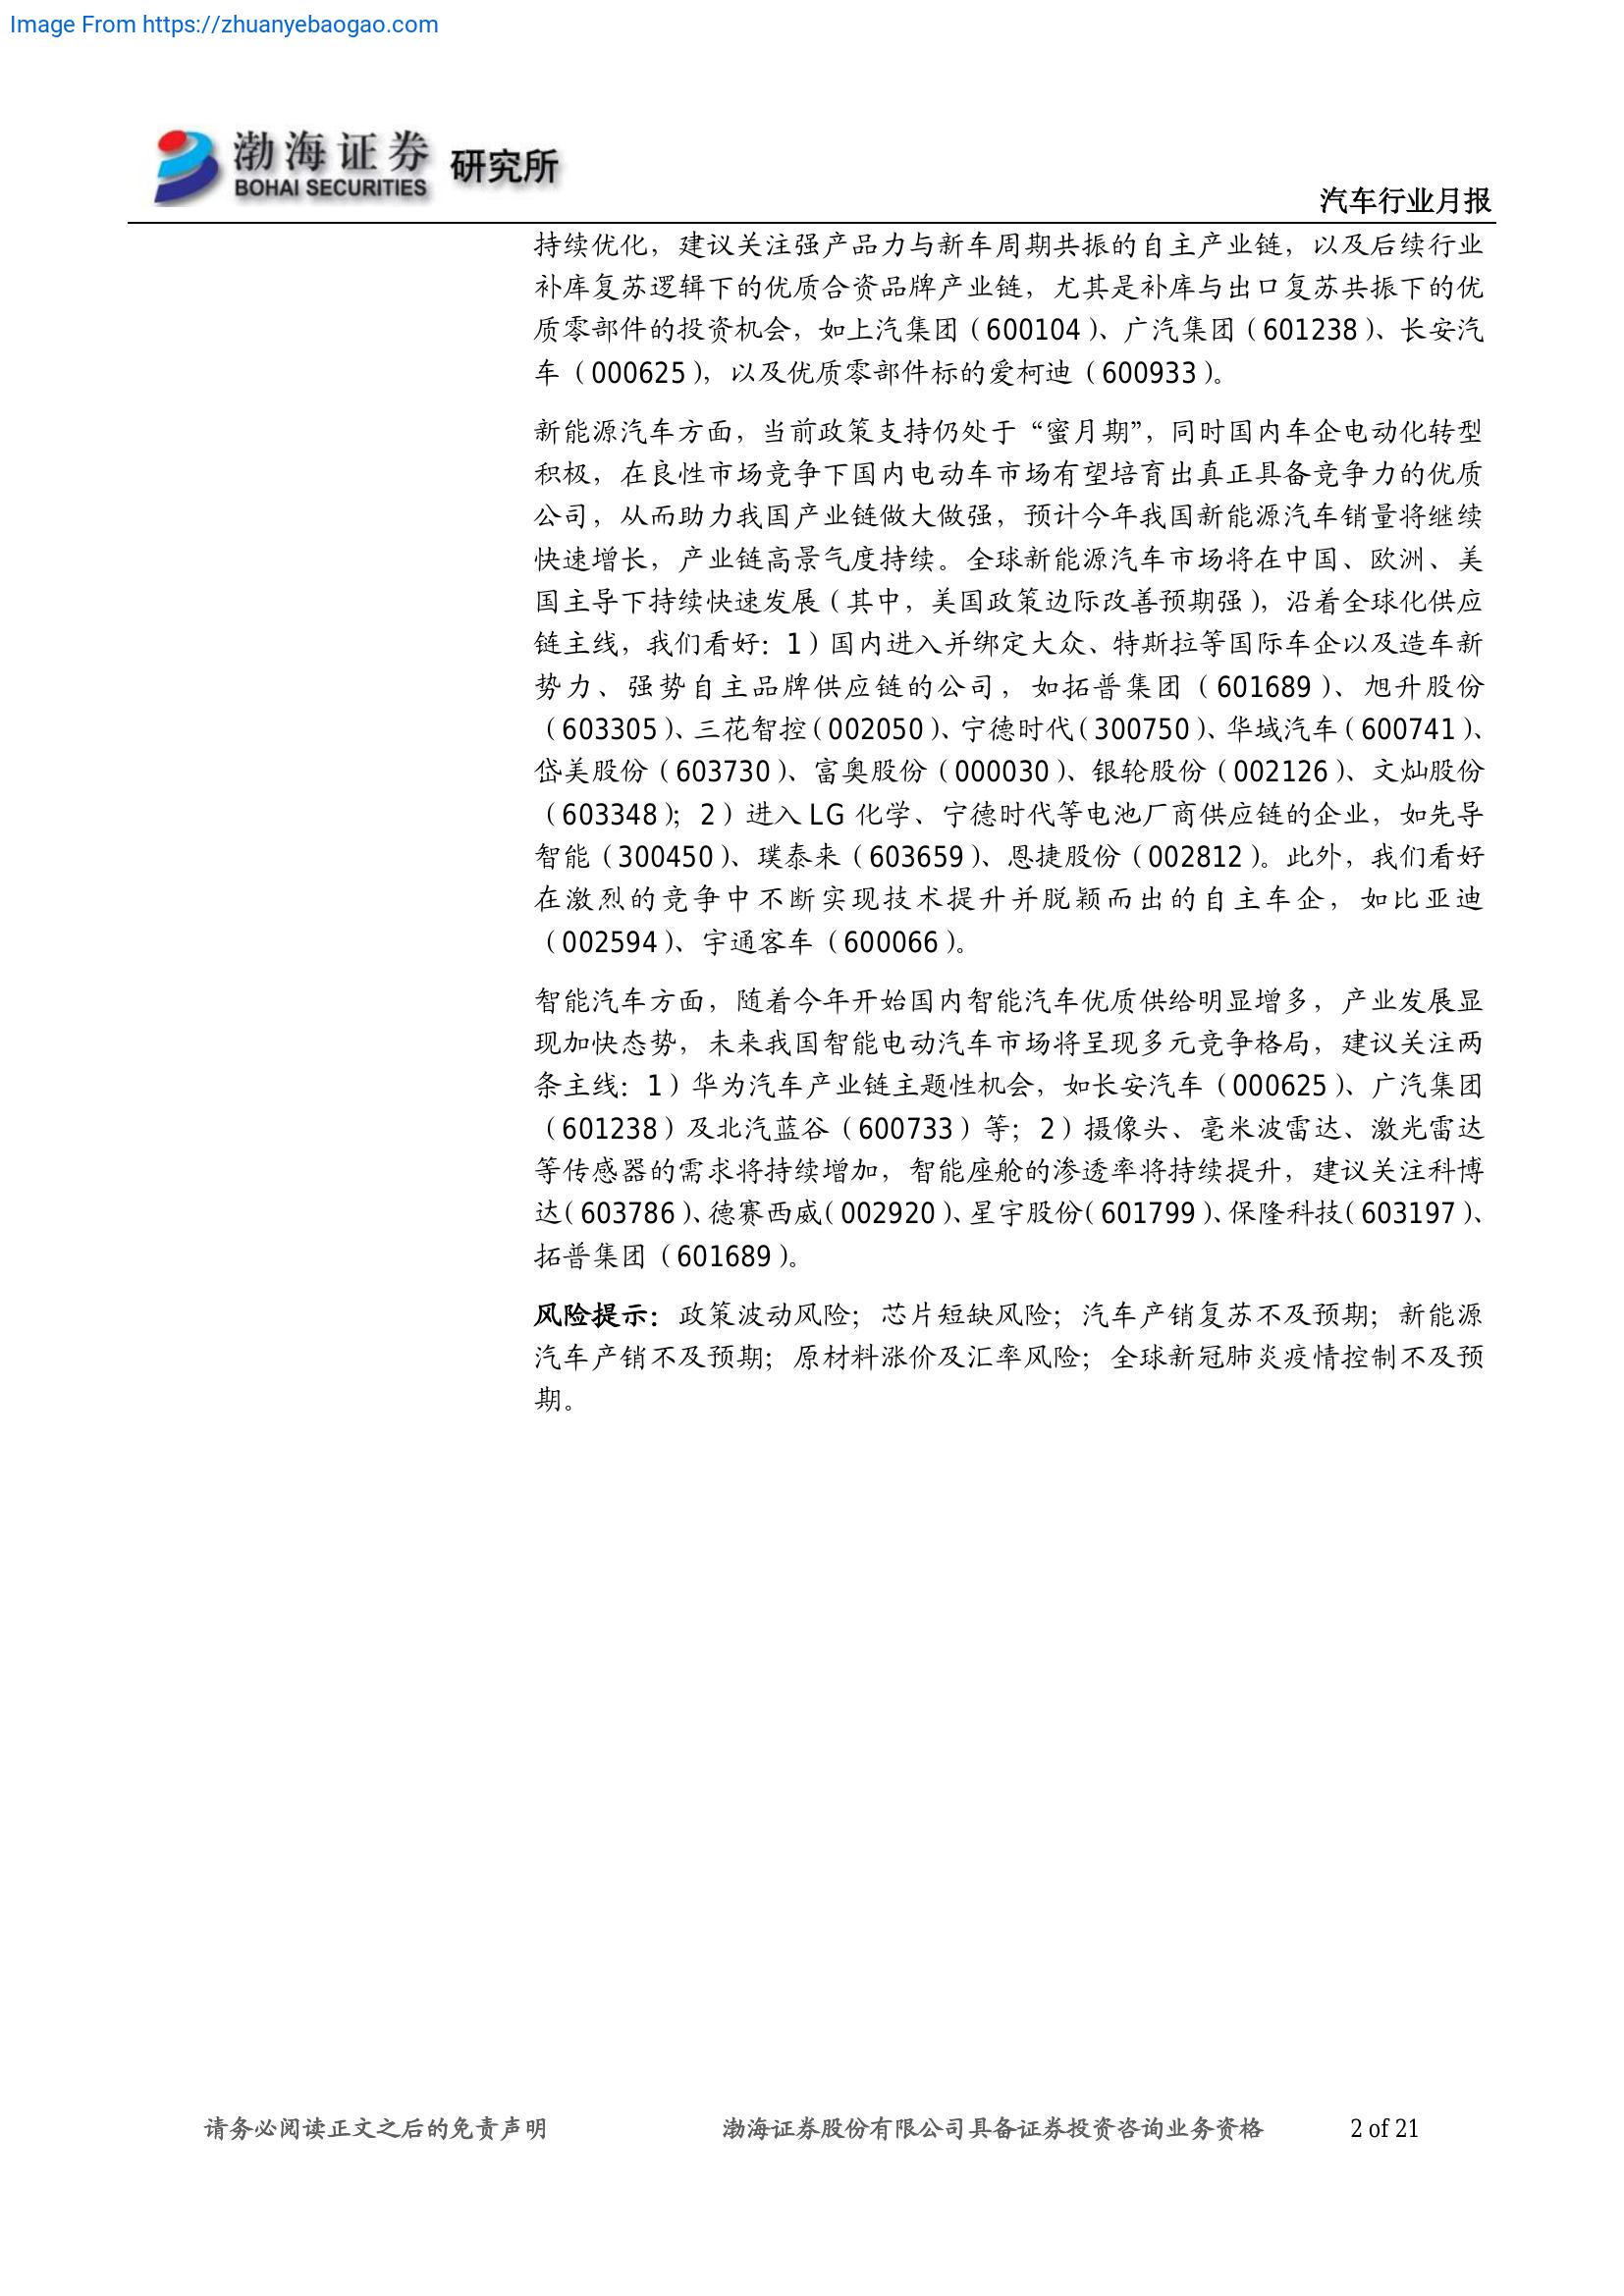 Image From https://zhuanyebaogao.com
渤海证券 研究所
BOHAI SECURITIES
汽车行业月报
持续优化，建议关注强产品力与新车周期共振的自主产业链，以及后续行业
补库复苏逻辑下的优质合资品牌产业链，尤其是补库与出口复苏共振下的优
质零部件的投资机会，如上汽集团（600104）、广汽集团（601238）、长安汽
车（000625），以及优质零部件标的爱柯迪（600933）。
新能源汽车方面，当前政策支持仍处于“蜜月期”，同时国内车企电动化转型
积极，在良性市场竞争下国内电动车市场有望培育出真正具备竞争力的优质
公司，从而助力我国产业链做大做强，预计今年我国新能源汽车销量将继续
快速增长，产业链高景气度持续。全球新能源汽车市场将在中国、欧洲、美
国主导下持续快速发展（其中，美国政策边际改善预期强），沿着全球化供应
链主线，我们看好：1）国内进入并绑定大众、特斯拉等国际车企以及造车新
势力、强势自主品牌供应链的公司，如拓普集团（601689）、旭升股份
（603305）、三花智控（002050）、宁德时代（300750）、华域汽车（600741）、
岱美股份（603730）、富奥股份（000030）、银轮股份（002126）、文灿股份
（603348）；2）进入 LG 化学、宁德时代等电池厂商供应链的企业，如先导
智能（300450）、璞泰来（603659）、恩捷股份（002812）。此外，我们看好
在激烈的竞争中不断实现技术提升并脱颖而出的自主车企，如比亚迪
（002594）、宇通客车（600066）。
智能汽车方面，随着今年开始国内智能汽车优质供给明显增多，产业发展显
现加快态势，未来我国智能电动汽车市场将呈现多元竞争格局，建议关注两
条主线：1）华为汽车产业链主题性机会，如长安汽车（000625）、广汽集团
（601238）及北汽蓝谷（600733）等；2）摄像头、毫米波雷达、激光雷达
等传感器的需求将持续增加，智能座舱的渗透率将持续提升，建议关注科博
达（603786）、德赛西威（002920）、星宇股份（601799）、保隆科技（603197）、
拓普集团（601689）。
风险提示：政策波动风险；芯片短缺风险；汽车产销复苏不及预期；新能源
汽车产销不及预期；原材料涨价及汇率风险；全球新冠肺炎疫情控制不及预
期。
请务必阅读正文之后的免责声明 渤海证券股份有限公司具备证券投资咨询业务资格 2 of 21